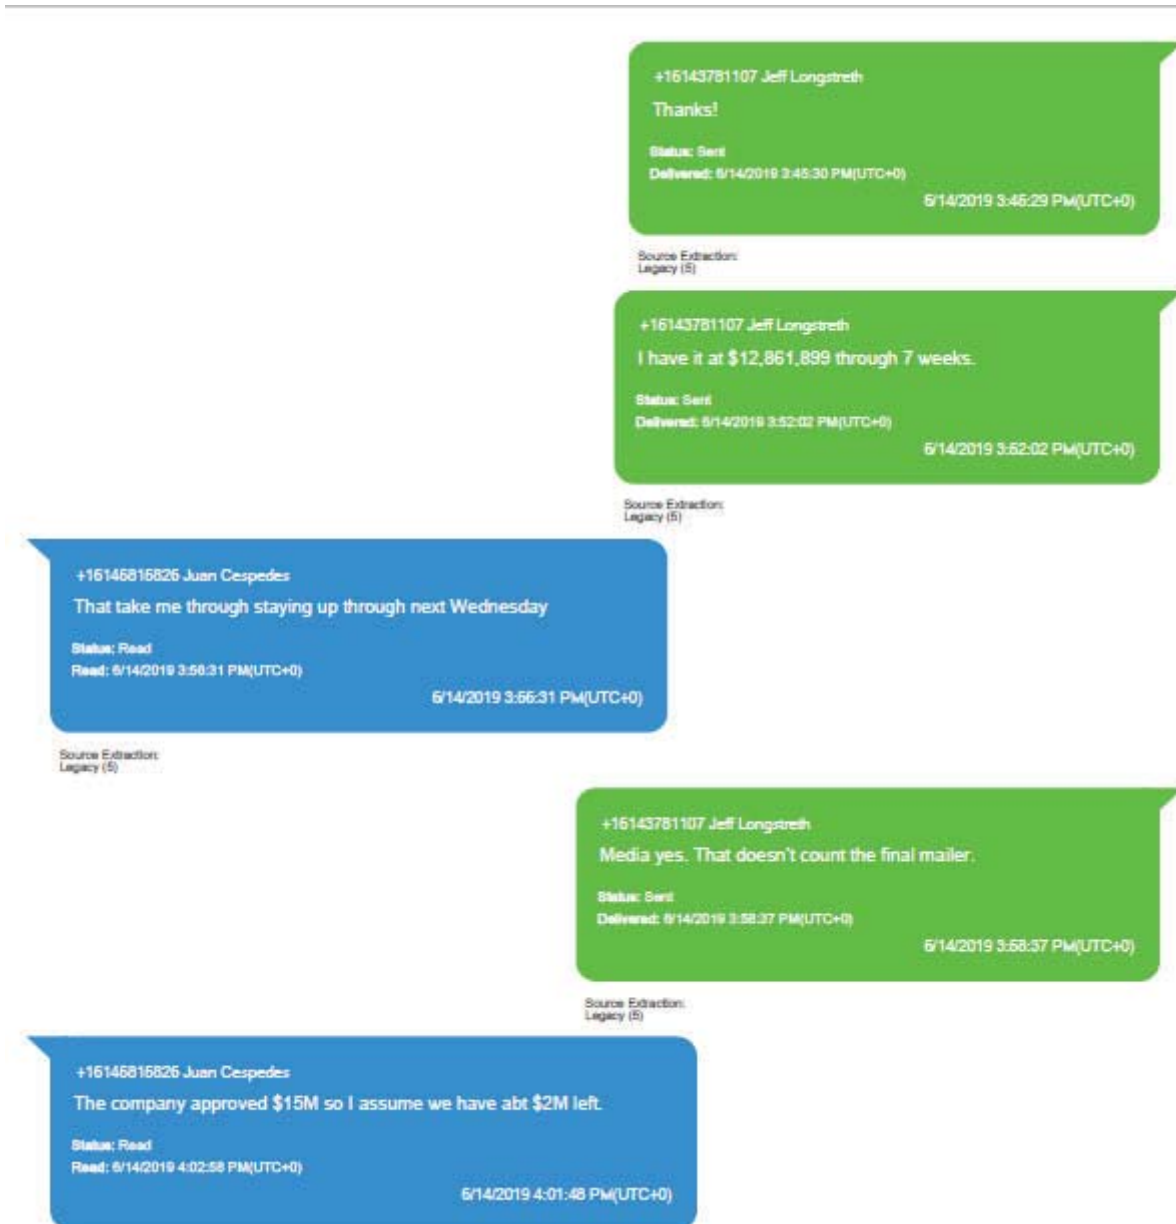 +16143781107 Jeff Longstreth
Thanks!
Status: Sent
Delivered: 6/14/2019 3:45:30 PM(UTC+0)
6/14/2019 3:45:29 PM(UTC+0)
Source Extraction:
Legacy (5)
+16143781107 Jeff Longstreth
I have it at $12,861,899 through 7 weeks.
Status: Sent
Delivered: 6/14/2019 3:52:02 PM(UTC+0)
6/14/2019 3:52:02 PM(UTC+0)
Source Extraction:
Legacy (5)
Juan Cespedes
That take me through staying up through next Wednesday
Status: Read
Read: 6/14/2019 3:56:31 PM(UTC+0)
6/14/2019 3:56:31 PM(UTC+0)
Source Extraction:
Legacy (5)
+16143781107 Jeff Longstreth
Media yes. That doesn't count the final mailer.
Status: Sent
Delivered: 6/14/2019 3:58:37 PM(UTC+0)
6/14/2019 3:58:37 PM(UTC+0)
Source Extraction:
Legacy (5)
Juan Cespedes
The company approved $15M so I assume we have abt $2M left.
Status: Read
Read: 6/14/2019 4:02:58 PM(UTC+0)
6/14/2019 4:01:48 PM(UTC+0)